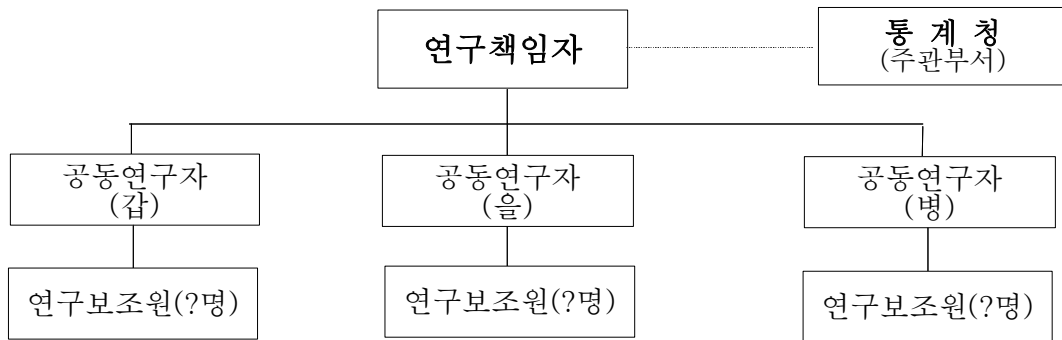 연구책임자
통 계 청
(주관부서)
공동연구자
(갑)
공동연구자
(을)
공동연구자
(병)
연구보조원(?명)
연구보조원(?명)
연구보조원(?명)